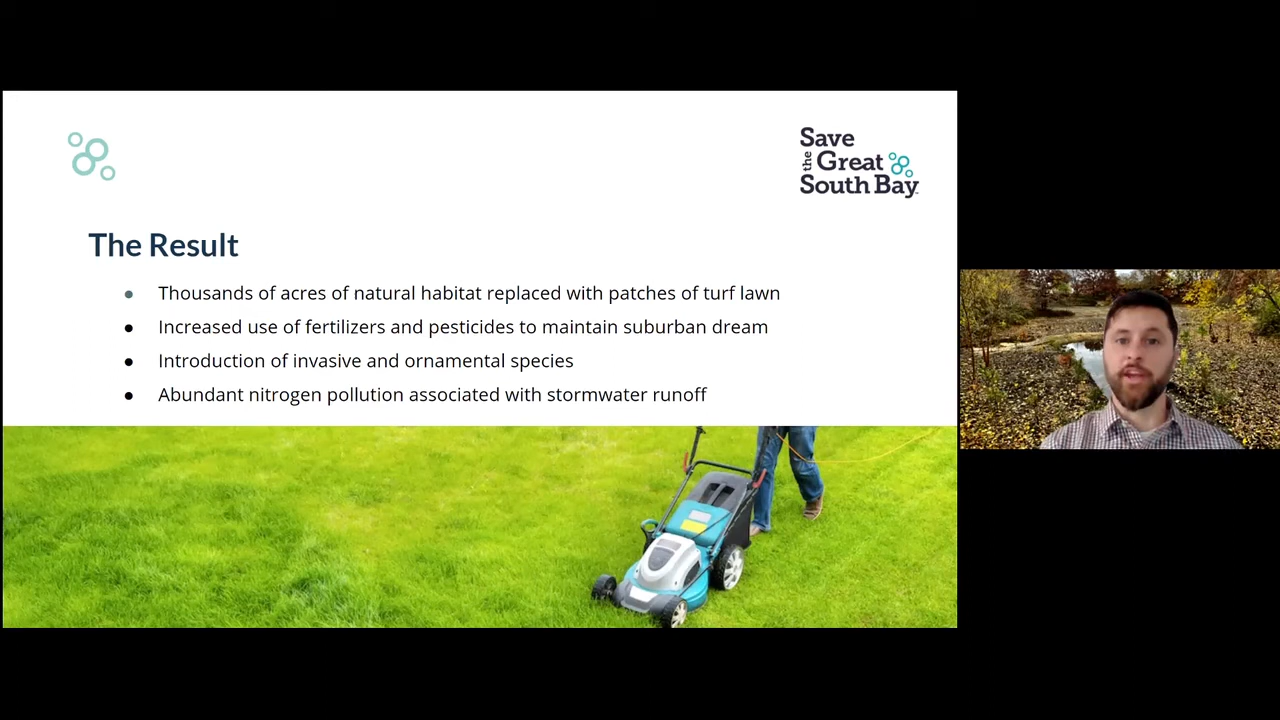 Save
the Great
South Bay
The Result
Thousands of acres of natural habitat replaced with patches of turf lawn
Increased use of fertilizers and pesticides to maintain suburban dream
Introduction of invasive and ornamental species
Abundant nitrogen pollution associated with stormwater runoff